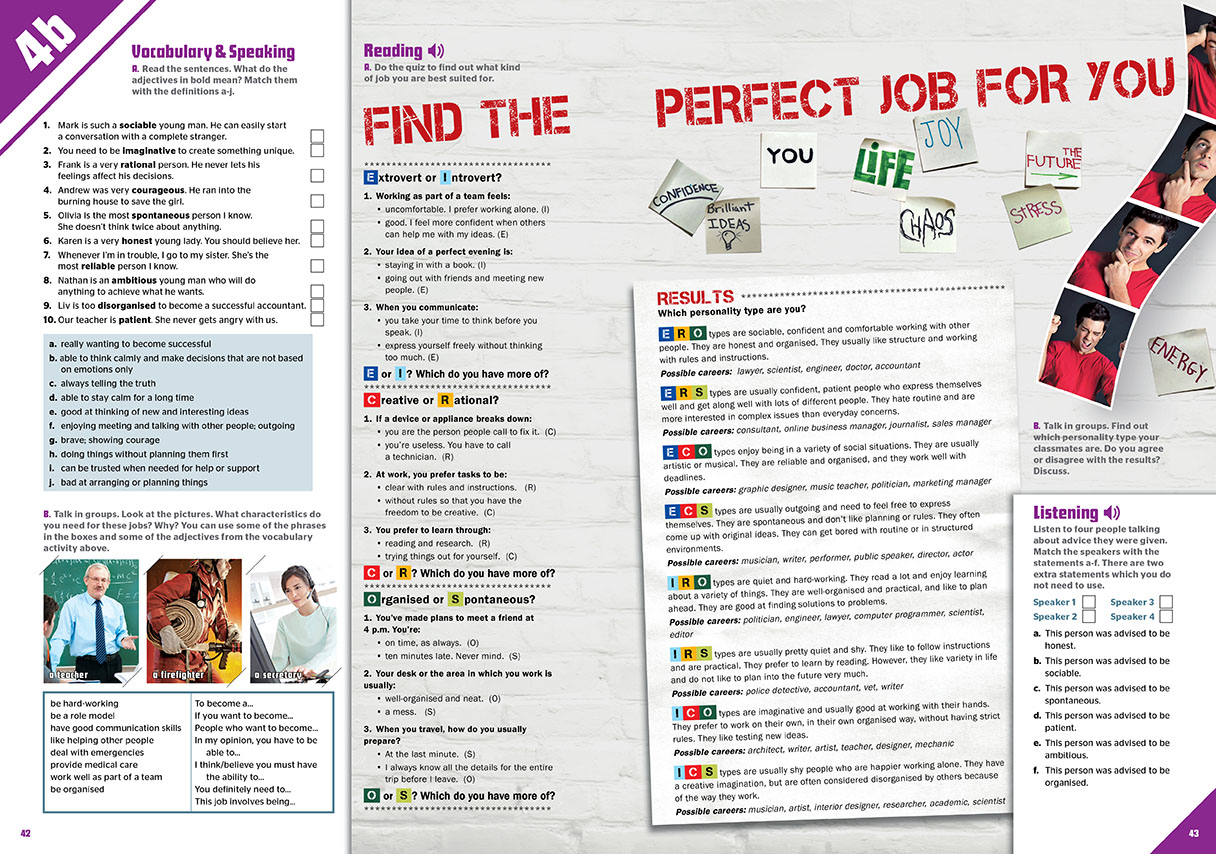 4b
Vocabulary & Speaking
A. Read the sentences. What do the
adjectives in bold mean? Match them
with the definitions a-j.
1. Mark is such a sociable young man. He can easily start
a conversation with a complete stranger.
2. You need to be imaginative to create something unique.
3. Frank is a very rational person. He never lets his
feelings affect his decisions.
4. Andrew was very courageous. He ran into the
burning house to save the girl.
5. Olivia is the most spontaneous person I know.
She doesn't think twice about anything.
6. Karen is a very honest young lady. You should believe her.
7. Whenever I'm in trouble, I go to my sister. She's the
most reliable person I know.
8. Nathan is an ambitious young man who will do
anything to achieve what he wants.
9. Liv is too disorganised to become a successful accountant.
10. Our teacher is patient. She never gets angry with us.
a. really wanting to become successful
b. able to think calmly and make decisions that are not based
on emotions only
c. always telling the truth
d. able to stay calm for a long time
e. good at thinking of new and interesting ideas
f. enjoying meeting and talking with other people; outgoing
g. brave; showing courage
h. doing things without planning them first
i. can be trusted when needed for help or support
j. bad at arranging or planning things
B. Talk in groups. Look at the pictures. What characteristics do
you need for these jobs? Why? You can use some of the phrases
in the boxes and some of the adjectives from the vocabulary
activity above.
a teacher
a firefighter
a secretary
be hard-working
be a role model
have good communication skills
like helping other people
deal with emergencies
provide medical care
work well as part of a team
be organised
To become a...
If you want to become...
People who want to become...
In my opinion, you have to be
able to...
I think/believe you must have
the ability to...
You definitely need to...
This job involves being...
42
Reading
A. Do the quiz to find out what kind
of job you are best suited for.
FIND THE PERFECT JOB FOR YOU
Extrovert or Introvert?
1. Working as part of a team feels:
• uncomfortable. I prefer working alone. (I)
• good. I feel more confident when others
can help me with my ideas. (E)
2. Your idea of a perfect evening is:
• staying in with a book. (I)
• going out with friends and meeting new
people. (E)
3. When you communicate:
• you take your time to think before you
speak. (I)
• express yourself freely without thinking
too much. (E)
E or I? Which do you have more of?
Creative or Rational?
1. If a device or appliance breaks down:
• you are the person people call to fix it. (C)
• you're useless. You have to call
a technician. (R)
2. At work, you prefer tasks to be:
• clear with rules and instructions. (R)
• without rules so that you have the
freedom to be creative. (C)
3. You prefer to learn through:
• reading and research. (R)
• trying things out for yourself. (C)
C or R? Which do you have more of?
Organised or Spontaneous?
1. You've made plans to meet a friend at
4 p.m. You're:
• on time, as always. (O)
• ten minutes late. Never mind. (S)
2. Your desk or the area in which you work is
usually:
• well-organised and neat. (O)
• a mess. (S)
3. When you travel, how do you usually
prepare?
• At the last minute. (S)
• I always know all the details for the entire
trip before I leave. (O)
O or S? Which do you have more of?
CONFIDENCE
Brilliant
IDEAS
YOU
LiFE
JOY
CHAOS
THE
FUTURE
STRESS
ENERGY
RESULTS
Which personality type are you?
E R O types are sociable, confident and comfortable working with other
people. They are honest and organised. They usually like structure and working
with rules and instructions.
Possible careers: lawyer, scientist, engineer, doctor, accountant
E R S types are usually confident, patient people who express themselves
well and get along well with lots of different people. They hate routine and are
more interested in complex issues than everyday concerns.
Possible careers: consultant, online business manager, journalist, sales manager
E C O types enjoy being in a variety of social situations. They are usually
artistic or musical. They are reliable and organised, and they work well with
deadlines.
Possible careers: graphic designer, music teacher, politician, marketing manager
E C S types are usually outgoing and need to feel free to express
themselves. They are spontaneous and don't like planning or rules. They often
come up with original ideas. They can get bored with routine or in structured
environments.
Possible careers: musician, writer, performer, public speaker, director, actor
I R O types are quiet and hard-working. They read a lot and enjoy learning
about a variety of things. They are well-organised and practical, and like to plan
ahead. They are good at finding solutions to problems.
Possible careers: politician, engineer, lawyer, computer programmer, scientist,
editor
I R S types are usually pretty quiet and shy. They like to follow instructions
and are practical. They prefer to learn by reading. However, they like variety in life
and do not like to plan into the future very much.
Possible careers: police detective, accountant, vet, writer
I C O types are imaginative and usually good at working with their hands.
They prefer to work on their own, in their own organised way, without having strict
rules. They like testing new ideas.
Possible careers: architect, writer, artist, teacher, designer, mechanic
I C S types are usually shy people who are happier working alone. They have
a creative imagination, but are often considered disorganised by others because
of the way they work.
Possible careers: musician, artist, interior designer, researcher, academic, scientist
B. Talk in groups. Find out
which personality type your
classmates are. Do you agree
or disagree with the results?
Discuss.
Listening
Listen to four people talking
about advice they were given.
Match the speakers with the
statements a-f. There are two
extra statements which you do
not need to use.
Speaker 1 Speaker 3
Speaker 2 Speaker 4
a. This person was advised to be
honest.
b. This person was advised to be
sociable.
c. This person was advised to be
spontaneous.
d. This person was advised to be
patient.
e. This person was advised to be
ambitious.
f. This person was advised to be
organised.
43